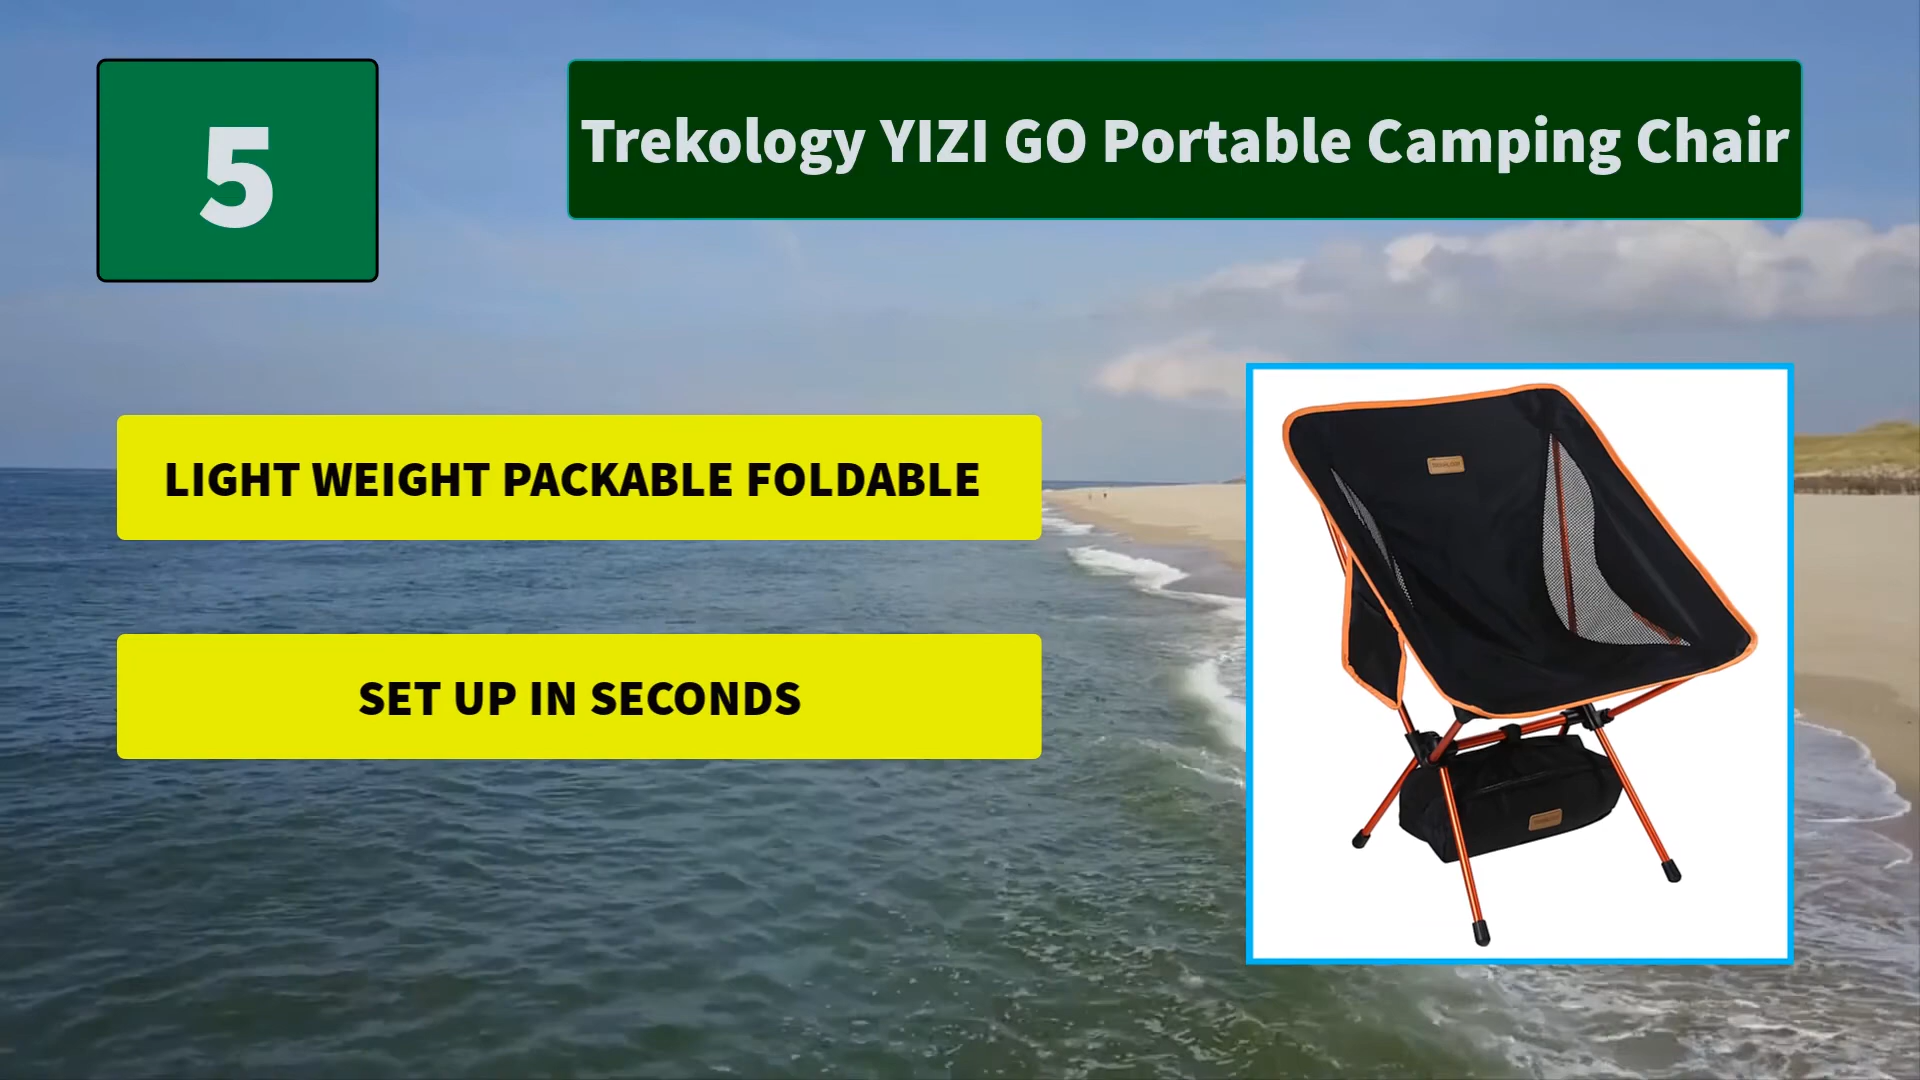 5
Trekology YIZI GO Portable Camping Chair
LIGHT WEIGHT PACKABLE FOLDABLE
SET UP IN SECONDS